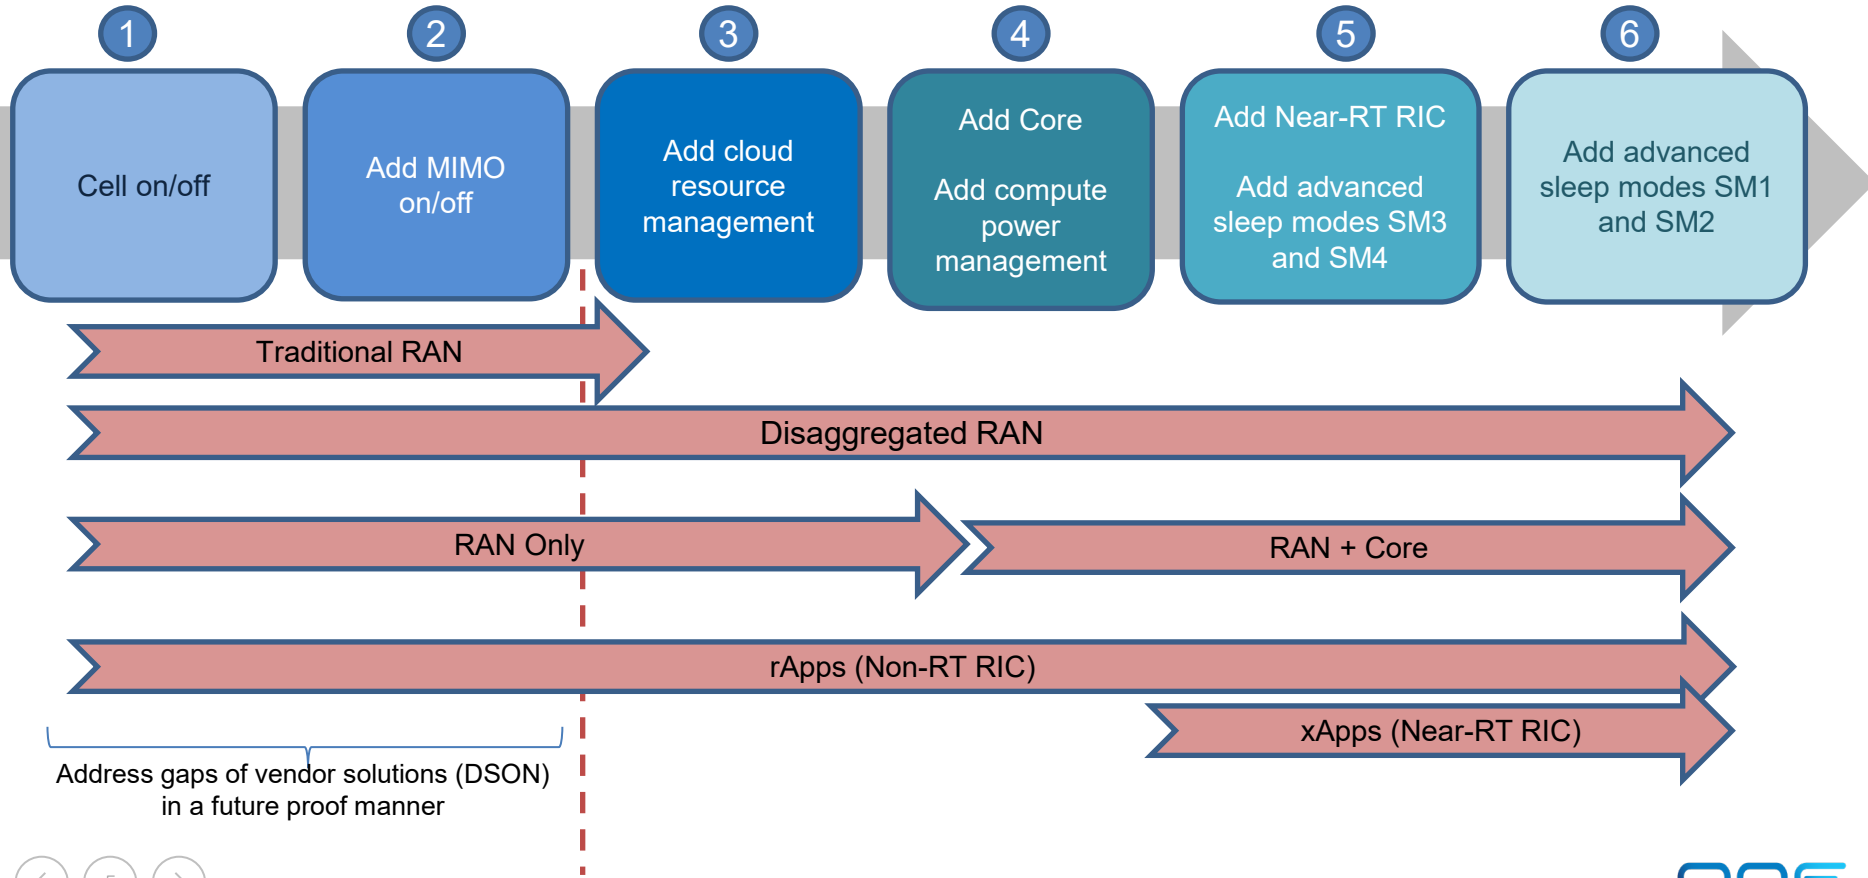 1
2
3
4
5
6
Cell on/off
Add MIMO
on/off
Add cloud
resource
management
Add Core
Add compute
power
management
Add Near-RT RIC
Add advanced
sleep modes SM3
and SM4
Add advanced
sleep modes SM1
and SM2
Traditional RAN
Disaggregated RAN
RAN Only
RAN + Core
rApps (Non-RT RIC)
xApps (Near-RT RIC)
Address gaps of vendor solutions (DSON)
in a future proof manner